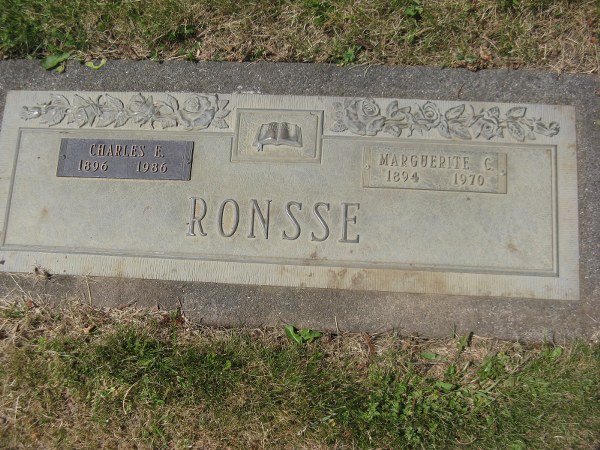 CHARLES F.
1896 1986
MARGUERITE C.
1894 1970
RONSSE